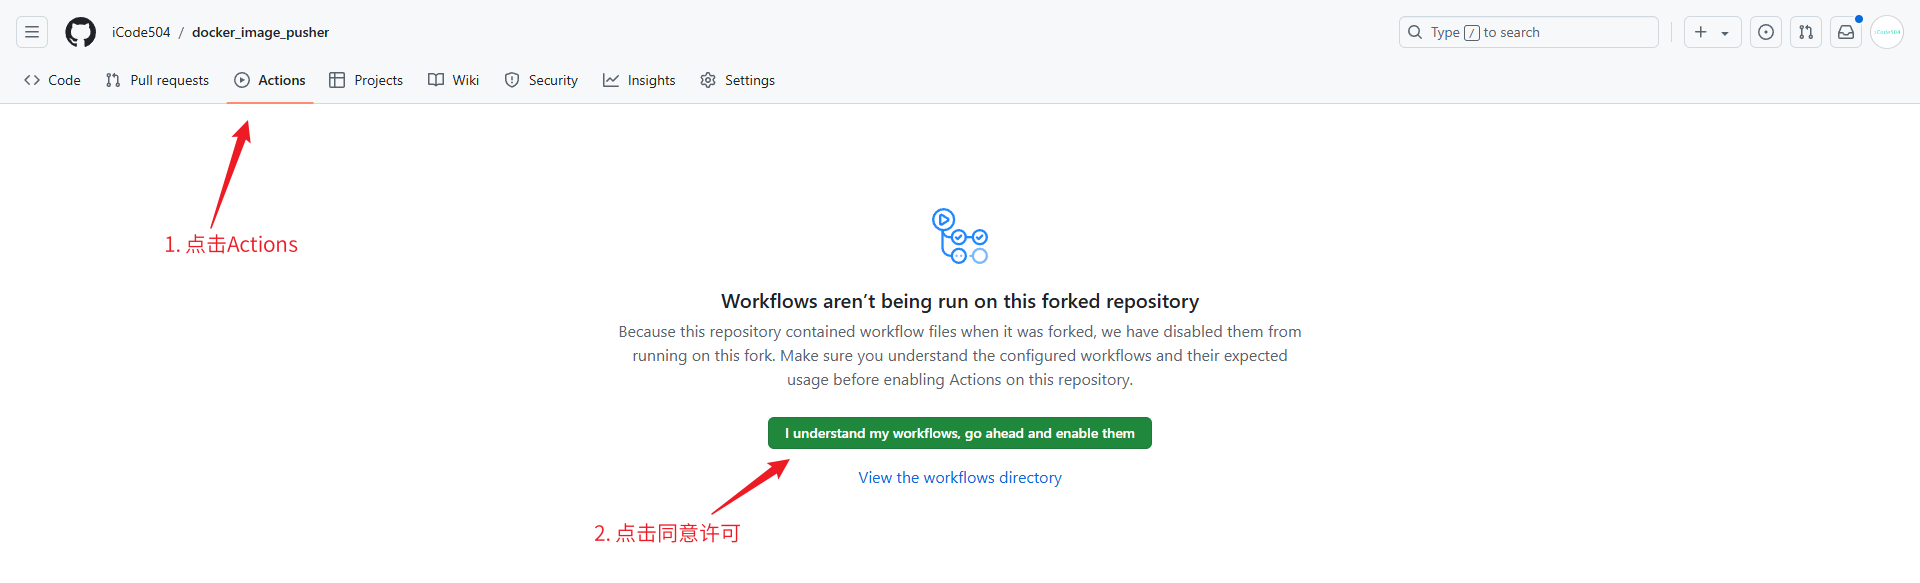 iCode504 / docker_image_pusher
Type / to search
iCode504
Code Pull requests Actions Projects Wiki Security Insights Settings
1. 点击Actions
Workflows aren’t being run on this forked repository
Because this repository contained workflow files when it was forked, we have disabled them from
running on this fork. Make sure you understand the configured workflows and their expected
usage before enabling Actions on this repository.
I understand my workflows, go ahead and enable them
View the workflows directory
2. 点击同意许可